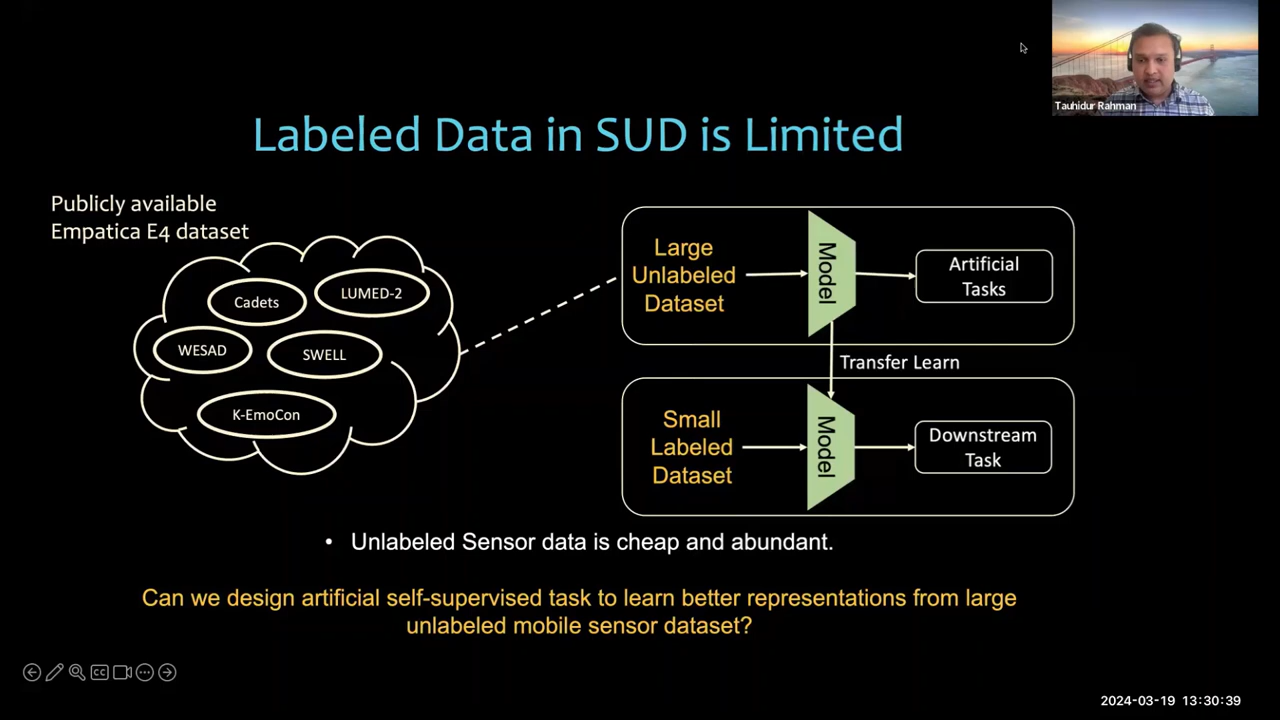 Tauhidur Rahman
Labeled Data in SUD is Limited
Publicly available
Empatica E4 dataset
Cadets
LUMED-2
WESAD
SWELL
K-EmoCon
Large
Unlabeled
Dataset
Model
Artificial
Tasks
Transfer Learn
Small
Labeled
Dataset
Model
Downstream
Task
• Unlabeled Sensor data is cheap and abundant.
Can we design artificial self-supervised task to learn better representations from large
unlabeled mobile sensor dataset?
CC
2024-03-19 13:30:39